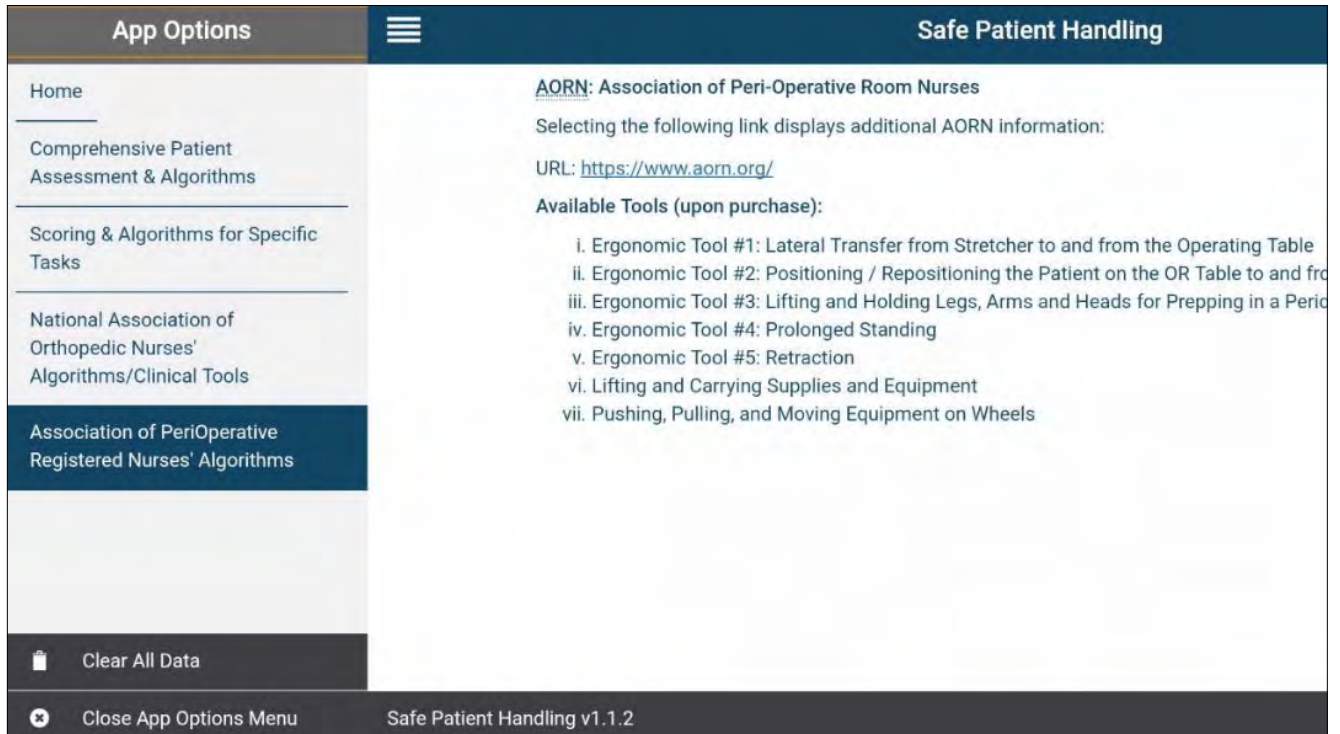 App Options
Safe Patient Handling
Home
Comprehensive Patient
Assessment & Algorithms
Scoring & Algorithms for Specific
Tasks
National Association of
Orthopedic Nurses'
Algorithms/Clinical Tools
Association of PeriOperative
Registered Nurses' Algorithms
Clear All Data
Close App Options Menu
AORN: Association of Peri-Operative Room Nurses
Selecting the following link displays additional AORN information:
URL: https://www.aorn.org/
Available Tools (upon purchase):
i. Ergonomic Tool #1: Lateral Transfer from Stretcher to and from the Operating Table
ii. Ergonomic Tool #2: Positioning / Repositioning the Patient on the OR Table to and
iii. Ergonomic Tool #3: Lifting and Holding Legs, Arms and Heads for Prepping in a
iv. Ergonomic Tool #4: Prolonged Standing
v. Ergonomic Tool #5: Retraction
vi. Lifting and Carrying Supplies and Equipment
vii. Pushing, Pulling, and Moving Equipment on Wheels
Safe Patient Handling v1.1.2